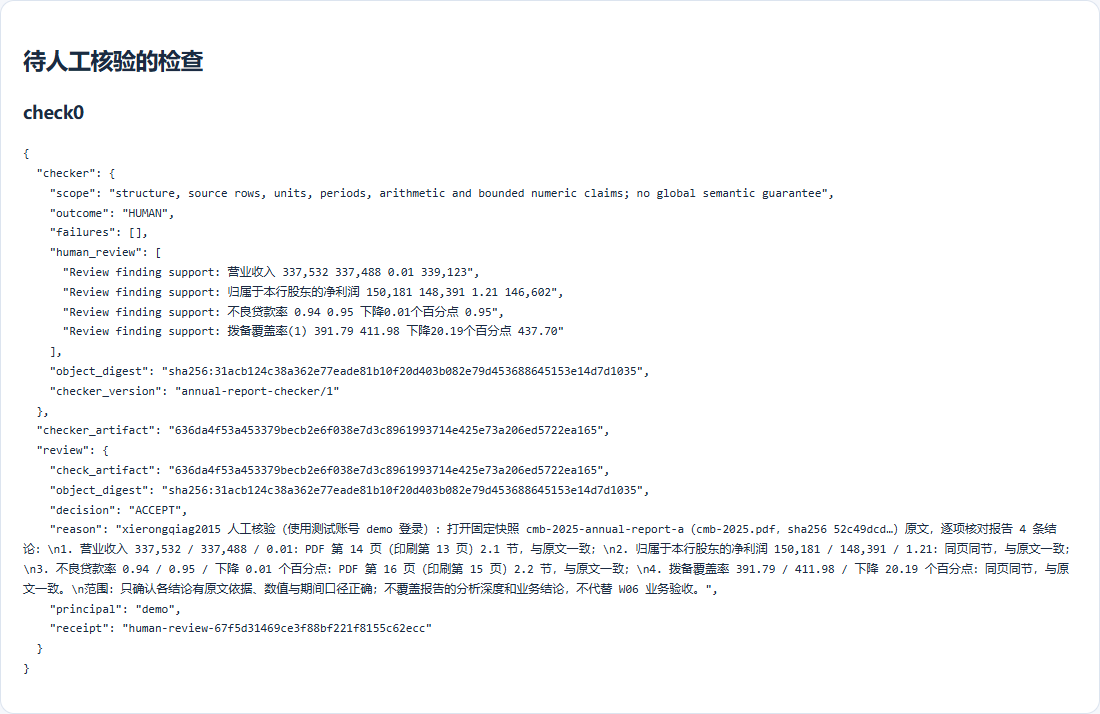 待人工核验的检查
check0
{
"checker": {
"scope": "structure, source rows, units, periods, arithmetic and bounded numeric claims; no global semantic guarantee",
"outcome": "HUMAN",
"failures": [],
"human_review": [
"Review finding support: 营业收入 337,532 337,488 0.01 339,123",
"Review finding support: 归属于本行股东的净利润 150,181 148,391 1.21 146,602",
"Review finding support: 不良贷款率 0.94 0.95 下降0.01个百分点 0.95",
"Review finding support: 拨备覆盖率(1) 391.79 411.98 下降20.19个百分点 437.70"
],
"object_digest": "sha256:31acb124c38a362e77eade81b10f20d403b082e79d453688645153e14d7d1035",
"checker_version": "annual-report-checker/1"
},
"checker_artifact": "636da4f53a453379becb2e6f038e7d3c8961993714e425e73a206ed5722ea165",
"review": {
"check_artifact": "636da4f53a453379becb2e6f038e7d3c8961993714e425e73a206ed5722ea165",
"object_digest": "sha256:31acb124c38a362e77eade81b10f20d403b082e79d453688645153e14d7d1035",
"decision": "ACCEPT",
"reason": "xierongqiag2015 人工核验（使用测试账号 demo 登录）: 打开固定快照 cmb-2025-annual-report-a（cmb-2025.pdf, sha256 52c49dcd…）原文，逐项核对报告 4 条结
论: \n1. 营业收入 337,532 / 337,488 / 0.01: PDF 第 14 页（印刷第 13 页）2.1 节，与原文一致；\n2. 归属于本行股东的净利润 150,181 / 148,391 / 1.21: 同页同节，与原文一致；
\n3. 不良贷款率 0.94 / 0.95 / 下降 0.01 个百分点: PDF 第 16 页（印刷第 15 页）2.2 节，与原文一致；\n4. 拨备覆盖率 391.79 / 411.98 / 下降 20.19 个百分点: 同页同节，与原
文一致。\n范围: 只确认各结论有原文依据、数值与期间口径正确；不覆盖报告的分析深度和业务结论，不代替 W06 业务验收。",
"principal": "demo",
"receipt": "human-review-67f5d31469ce3f88bf221f8155c62ecc"
}
}